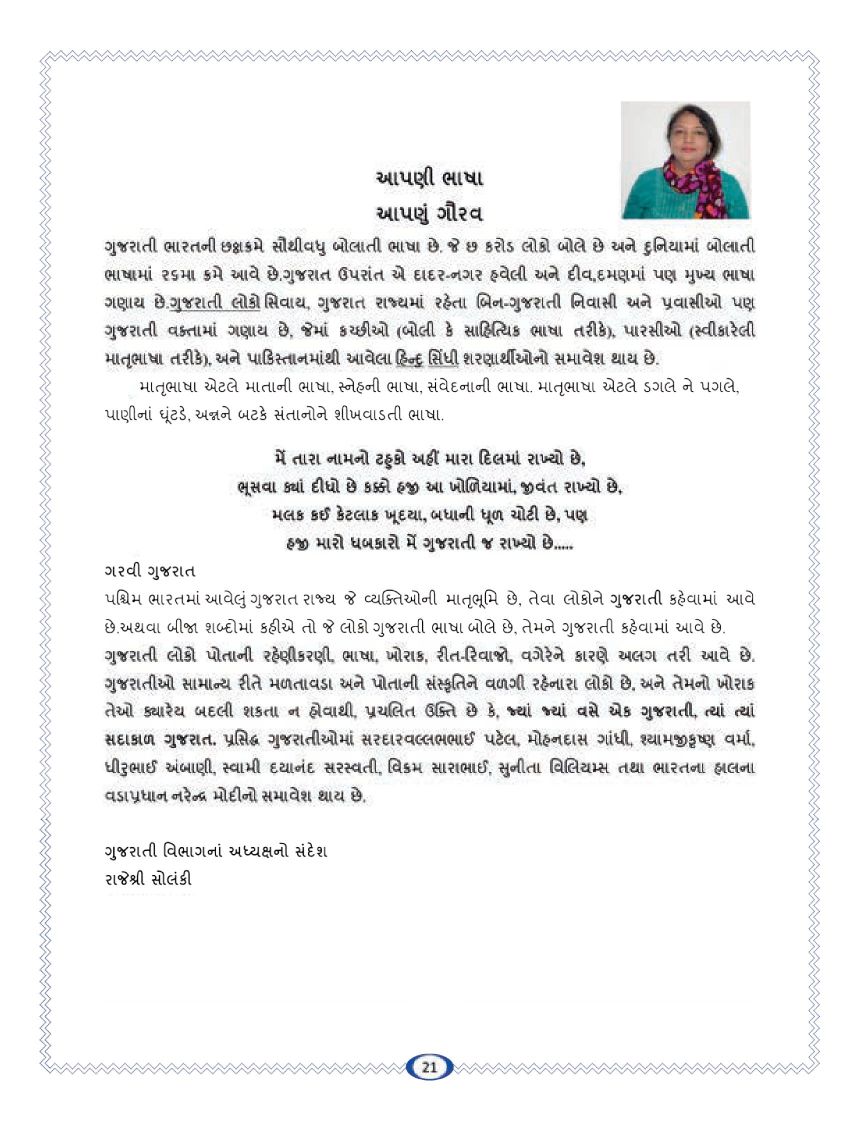 આપણી ભાષા
આપણું ગૌરવ
ગુજરાતી ભારતની છઠ્ઠાક્રમે સૌથીવધુ બોલાતી ભાષા છે. જે છ કરોડ લોકો બોલે છે અને દુનિયામાં બોલાતી
ભાષામાં ૨૬મા ક્રમે આવે છે.ગુજરાત ઉપરાંત એ દાદર-નગર હવેલી અને દીવ,દમણમાં પણ મુખ્ય ભાષા
ગણાય છે.ગુજરાતી લોકો સિવાય, ગુજરાત રાજ્યમાં રહેતા બિન-ગુજરાતી નિવાસી અને પ્રવાસીઓ પણ
ગુજરાતી વક્તામાં ગણાય છે, જેમાં કચ્છીઓ (બોલી કે સાહિત્યિક ભાષા તરીકે), પારસીઓ (સ્વીકારેલી
માતૃભાષા તરીકે), અને પાકિસ્તાનમાંથી આવેલા હિન્દુ સિંધી શરણાર્થીઓનો સમાવેશ થાય છે.
માતૃભાષા એટલે માતાની ભાષા, સ્નેહની ભાષા, સંવેદનાની ભાષા. માતૃભાષા એટલે ડગલે ને પગલે,
પાણીનાં ઘૂંટડે, અન્નને બટકે સંતાનોને શીખવાડતી ભાષા.
મેં તારા નામનો ટહુકો અહીં મારા દિલમાં રાખ્યો છે,
ભૂસવા ક્યાં દીધો છે કક્કો હજી આ ખોળિયામાં, જીવંત રાખ્યો છે,
મલક કઈ કેટલાક ખૂંદયા, બધાની ધૂળ ચોટી છે, પણ
હજી મારો ધબકારો મેં ગુજરાતી જ રાખ્યો છે.....
ગરવી ગુજરાત
પશ્ચિમ ભારતમાં આવેલું ગુજરાત રાજ્ય જે વ્યક્તિઓની માતૃભૂમિ છે, તેવા લોકોને ગુજરાતી કહેવામાં આવે
છે.અથવા બીજા શબ્દોમાં કહીએ તો જે લોકો ગુજરાતી ભાષા બોલે છે, તેમને ગુજરાતી કહેવામાં આવે છે.
ગુજરાતી લોકો પોતાની રહેણીકરણી, ભાષા, ખોરાક, રીત-રિવાજો, વગેરેને કારણે અલગ તરી આવે છે.
ગુજરાતીઓ સામાન્ય રીતે મળતાવડા અને પોતાની સંસ્કૃતિને વળગી રહેનારા લોકો છે, અને તેમનો ખોરાક
તેઓ ક્યારેય બદલી શકતા ન હોવાથી, પ્રચલિત ઉક્તિ છે કે, જ્યાં જ્યાં વસે એક ગુજરાતી, ત્યાં ત્યાં
સદાકાળ ગુજરાત. પ્રસિદ્ધ ગુજરાતીઓમાં સરદારવલ્લભભાઈ પટેલ, મોહનદાસ ગાંધી, શ્યામજીકૃષ્ણ વર્મા,
ધીરુભાઈ અંબાણી, સ્વામી દયાનંદ સરસ્વતી, વિક્રમ સારાભાઈ, સુનીતા વિલિયમ્સ તથા ભારતના હાલના
વડાપ્રધાન નરેન્દ્ર મોદીનો સમાવેશ થાય છે.
ગુજરાતી વિભાગનાં અધ્યક્ષનો સંદેશ
રાજેશ્રી સોલંકી
21